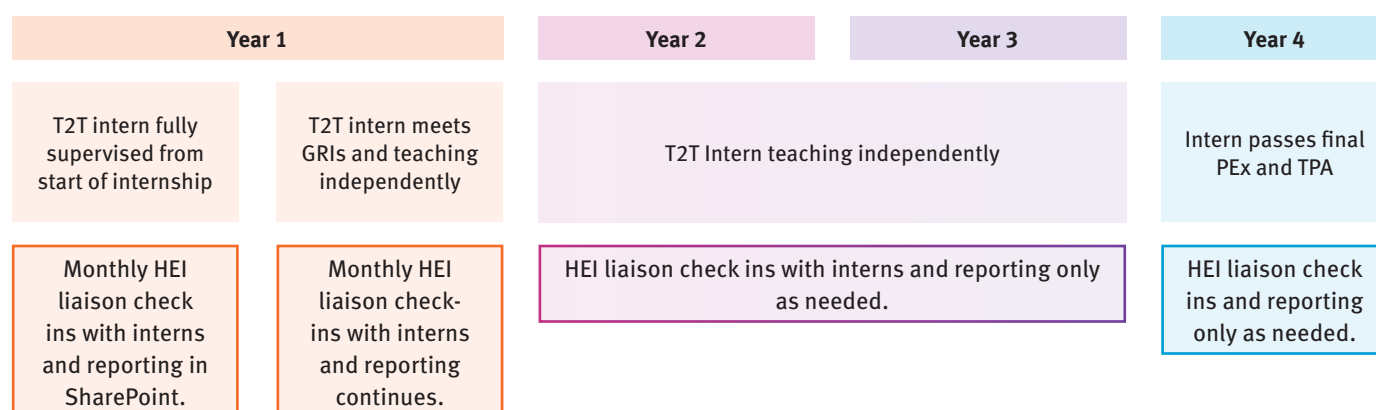 Year 1
Year 2
Year 3
Year 4
T2T intern fully
supervised from
start of internship
T2T intern meets
GRIs and teaching
independently
T2T Intern teaching independently
Intern passes final
PEx and TPA
Monthly HEI
liaison check
ins with interns
and reporting in
SharePoint.
Monthly HEI
liaison check-
ins with interns
and reporting
continues.
HEI liaison check ins with interns and reporting only
as needed.
HEI liaison check
ins and reporting
only as needed.